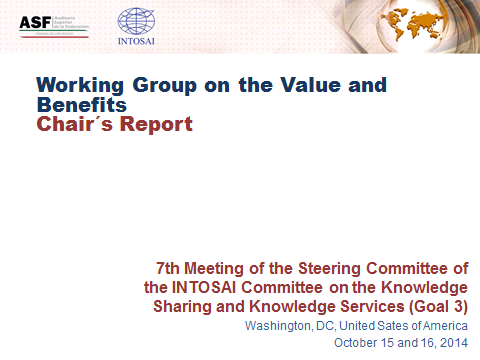 ASF Auditoría
Superior
de la Federación
INTOSAI
Working Group on the Value and
Benefits
Chair´s Report
7th Meeting of the Steering Committee of
the INTOSAI Committee on the Knowledge
Sharing and Knowledge Services (Goal 3)
Washington, DC, United Sates of America
October 15 and 16, 2014